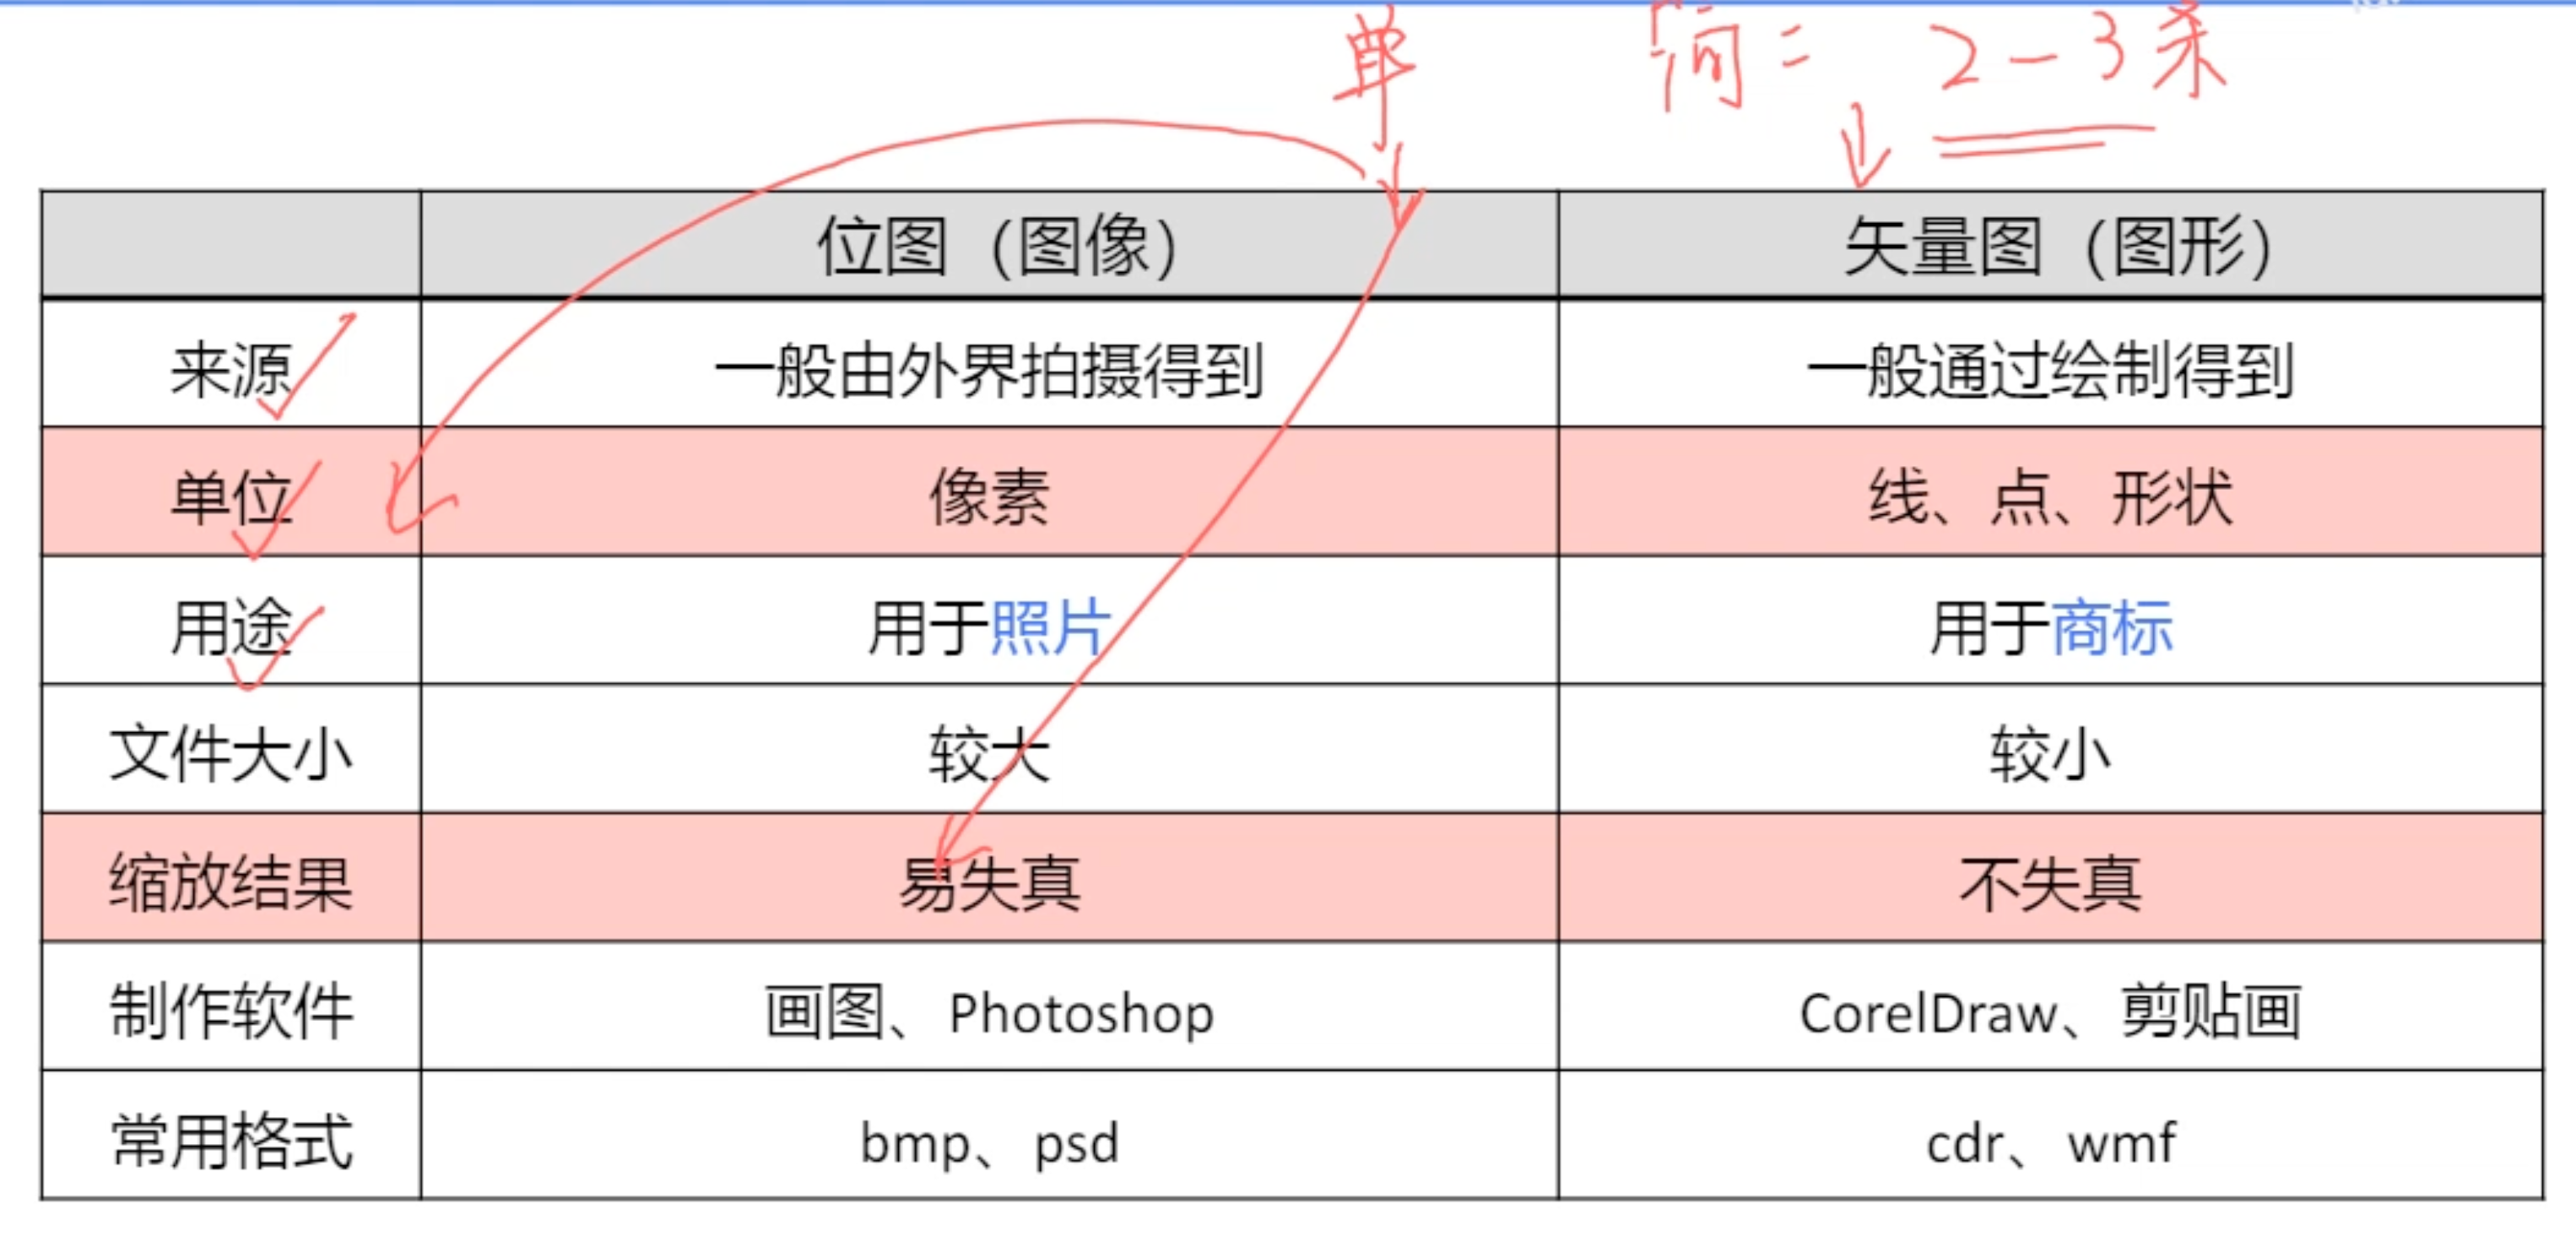 单 简: 2-3条
位图（图像） 矢量图（图形）
来源 一般由外界拍摄得到 一般通过绘制得到
单位 像素 线、点、形状
用途 用于照片 用于商标
文件大小 较大 较小
缩放结果 易失真 不失真
制作软件 画图、Photoshop CorelDraw、剪贴画
常用格式 bmp、psd cdr、wmf